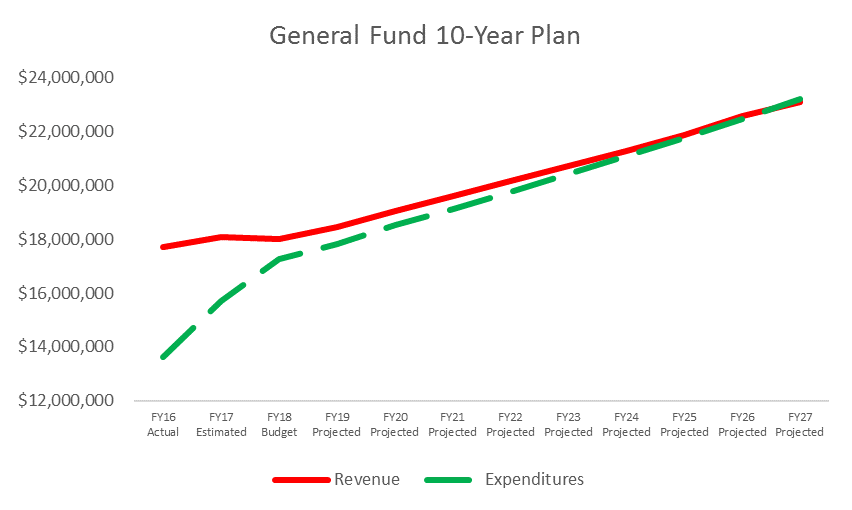 General Fund 10-Year Plan
$24,000,000
$22,000,000
$20,000,000
$18,000,000
$16,000,000
$14,000,000
$12,000,000
FY16 FY17 FY18 FY19 FY20 FY21 FY22 FY23 FY24 FY25 FY26 FY27
Actual Estimated Budget Projected Projected Projected Projected Projected Projected Projected Projected Projected
Revenue Expenditures